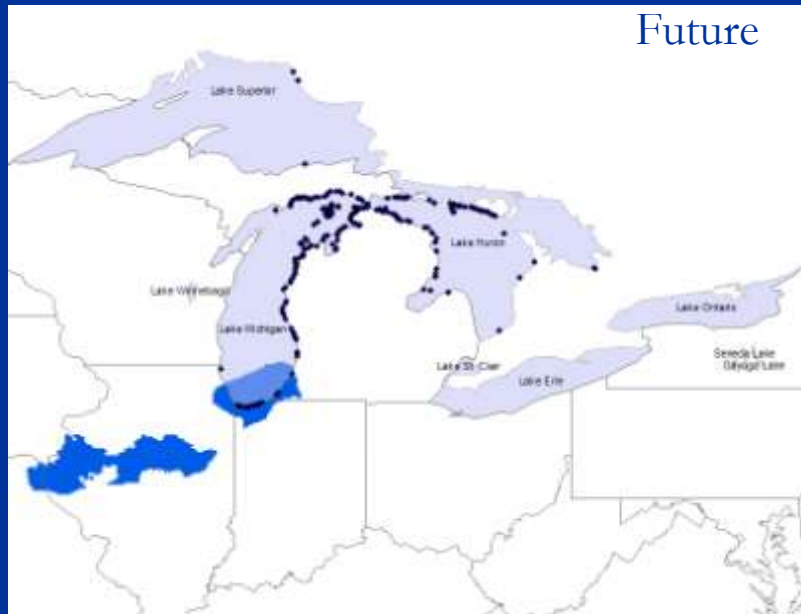 Future
Lake Superior
Lake Huron
Lake Winnebago
Lake Ontario
Lake Michigan
Seneca Lake
Cayuga Lake
Lake St. Clair
Lake Erie